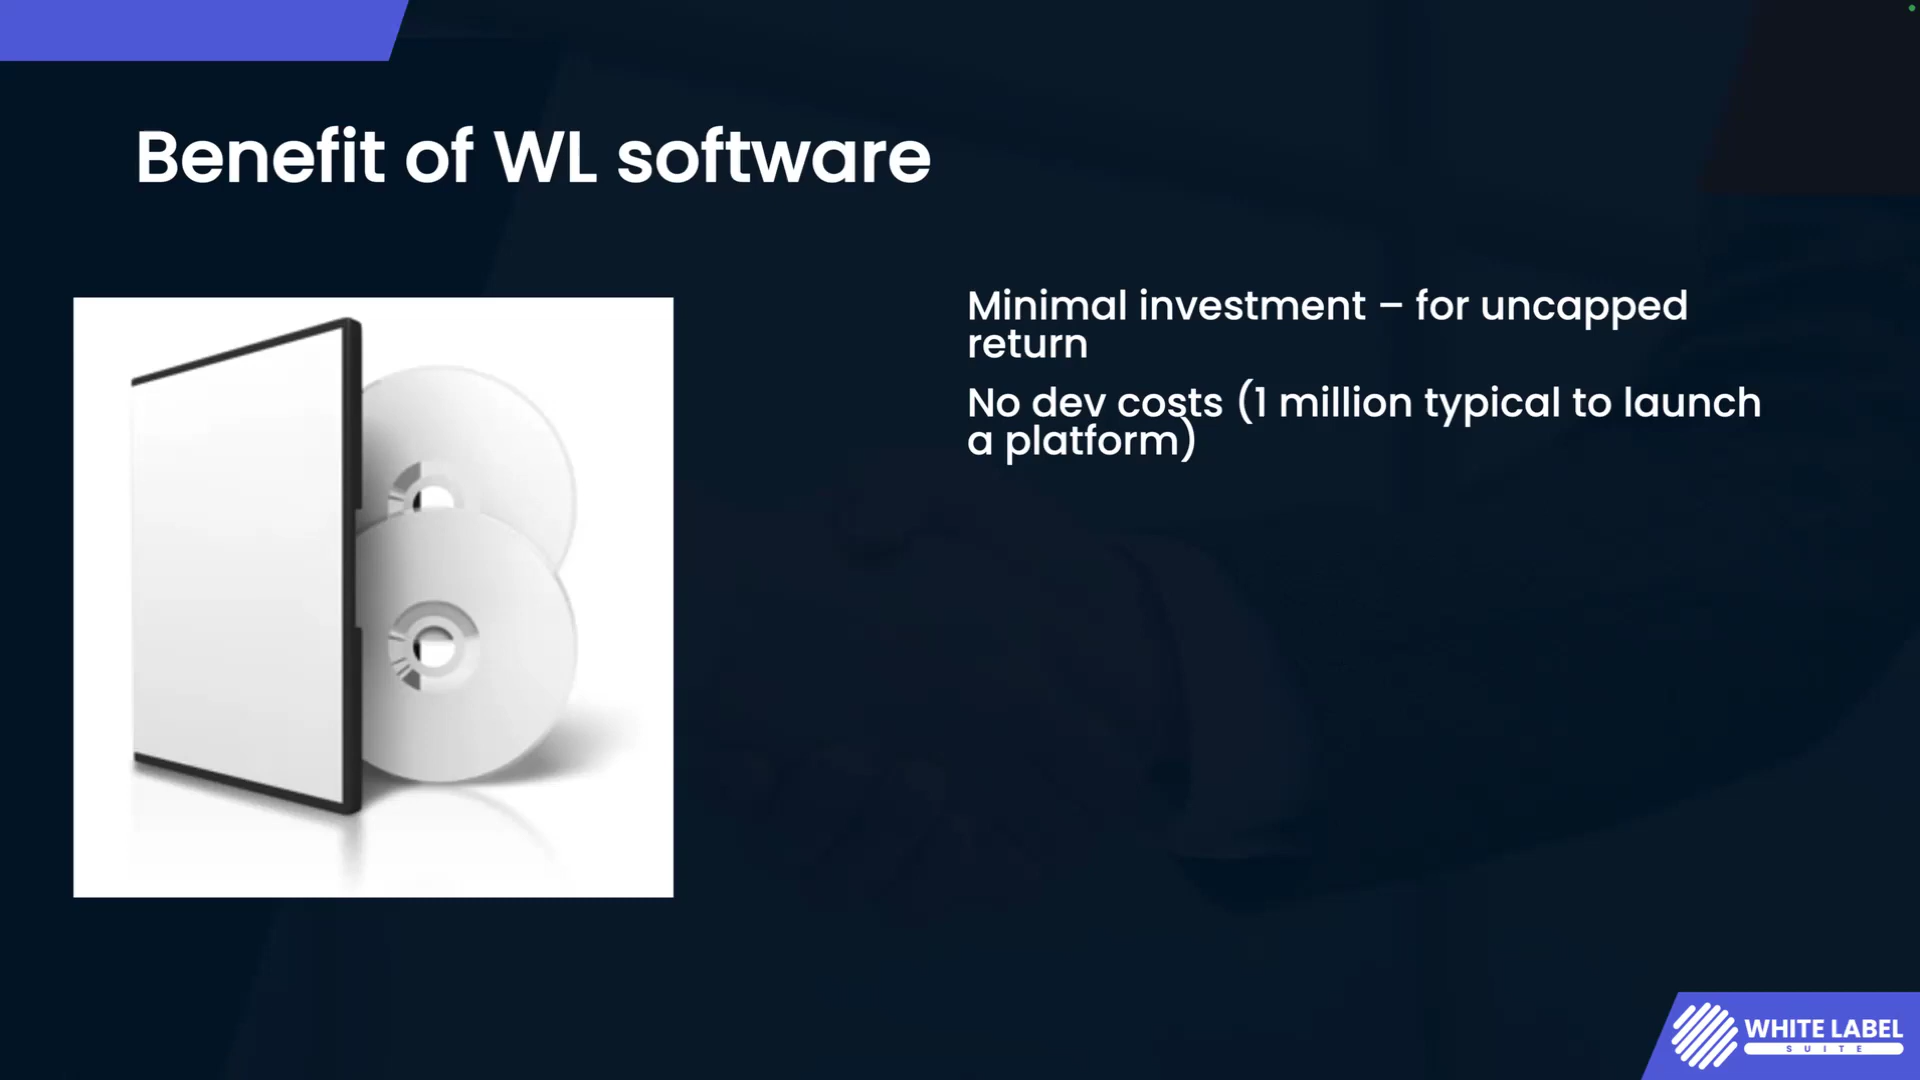 Benefit of WL software
Minimal investment – for uncapped
return
No dev costs (1 million typical to launch
a platform)
WHITE LABEL
SUITE